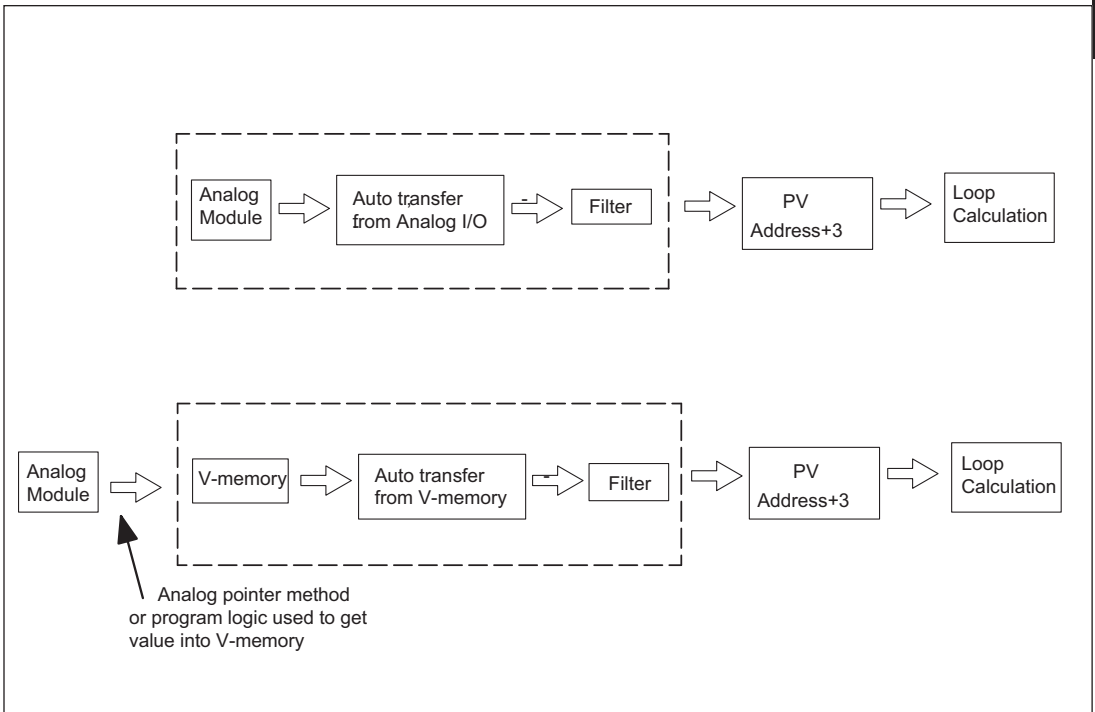 Analog
Module
Auto transfer
from Analog I/O
Filter
PV
Address+3
Loop
Calculation
Analog
Module
V-memory
Auto transfer
from V-memory
Filter
PV
Address+3
Loop
Calculation
Analog pointer method
or program logic used to get
value into V-memory